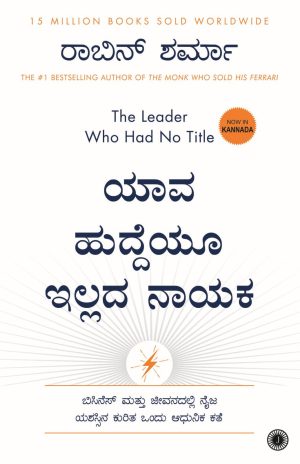 15 MILLION BOOKS SOLD WORLDWIDE
ರಾಬಿನ್ ಶರ್ಮಾ
THE #1 BESTSELLING AUTHOR OF THE MONK WHO SOLD HIS FERRARI
The Leader
Who Had No Title
NOW IN
KANNADA
ಯಾವ
ಹುದ್ದೆಯೂ
ಇಲ್ಲದ ನಾಯಕ
ಬಿಸಿನೆಸ್ ಮತ್ತು ಜೀವನದಲ್ಲಿ ನೈಜ
ಯಶಸ್ಸಿನ ಕುರಿತ ಒಂದು ಆಧುನಿಕ ಕತೆ
J